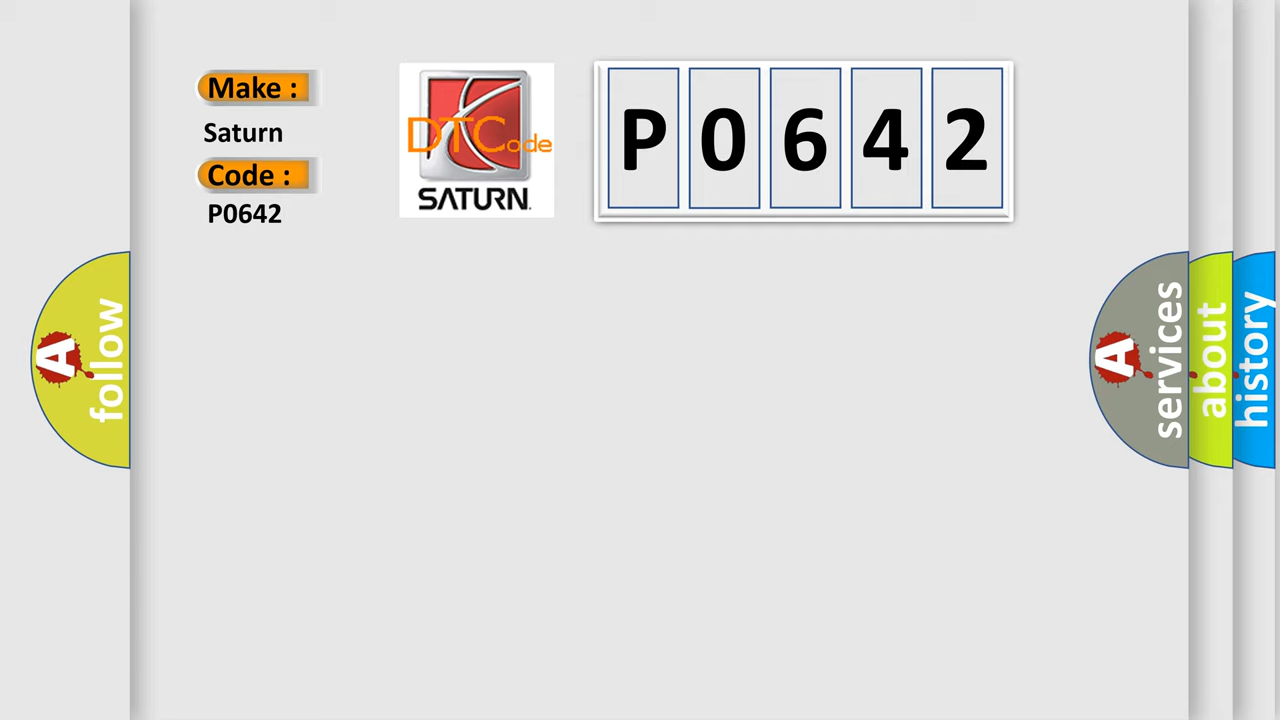 Make :
Saturn
Code :
P0642
DTCode
SATURN
P 0 6 4 2
A follow
A services
about
history